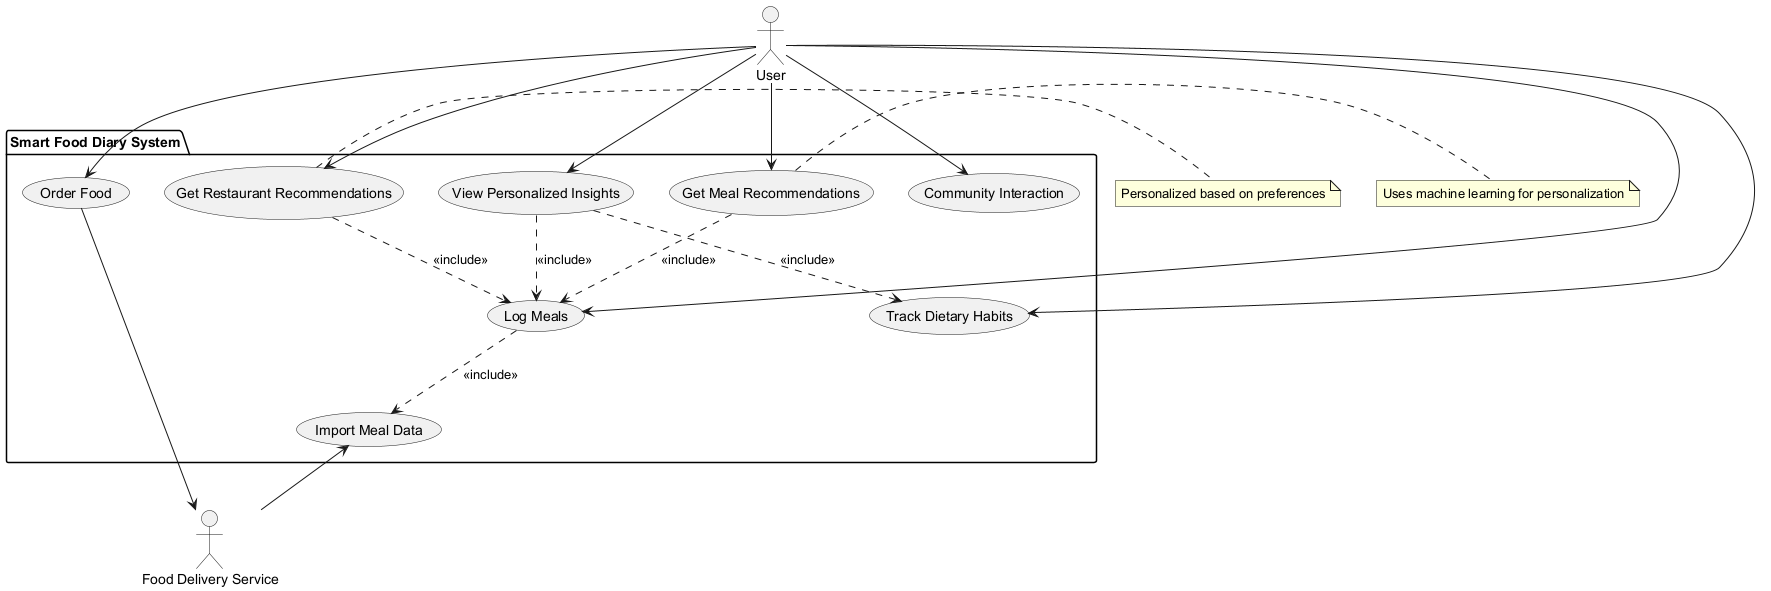 User
Smart Food Diary System
Order Food
Get Restaurant Recommendations
View Personalized Insights
Get Meal Recommendations
Community Interaction
Personalized based on preferences
Uses machine learning for personalization
«include»
«include»
«include»
«include»
Log Meals
Track Dietary Habits
«include»
Import Meal Data
Food Delivery Service